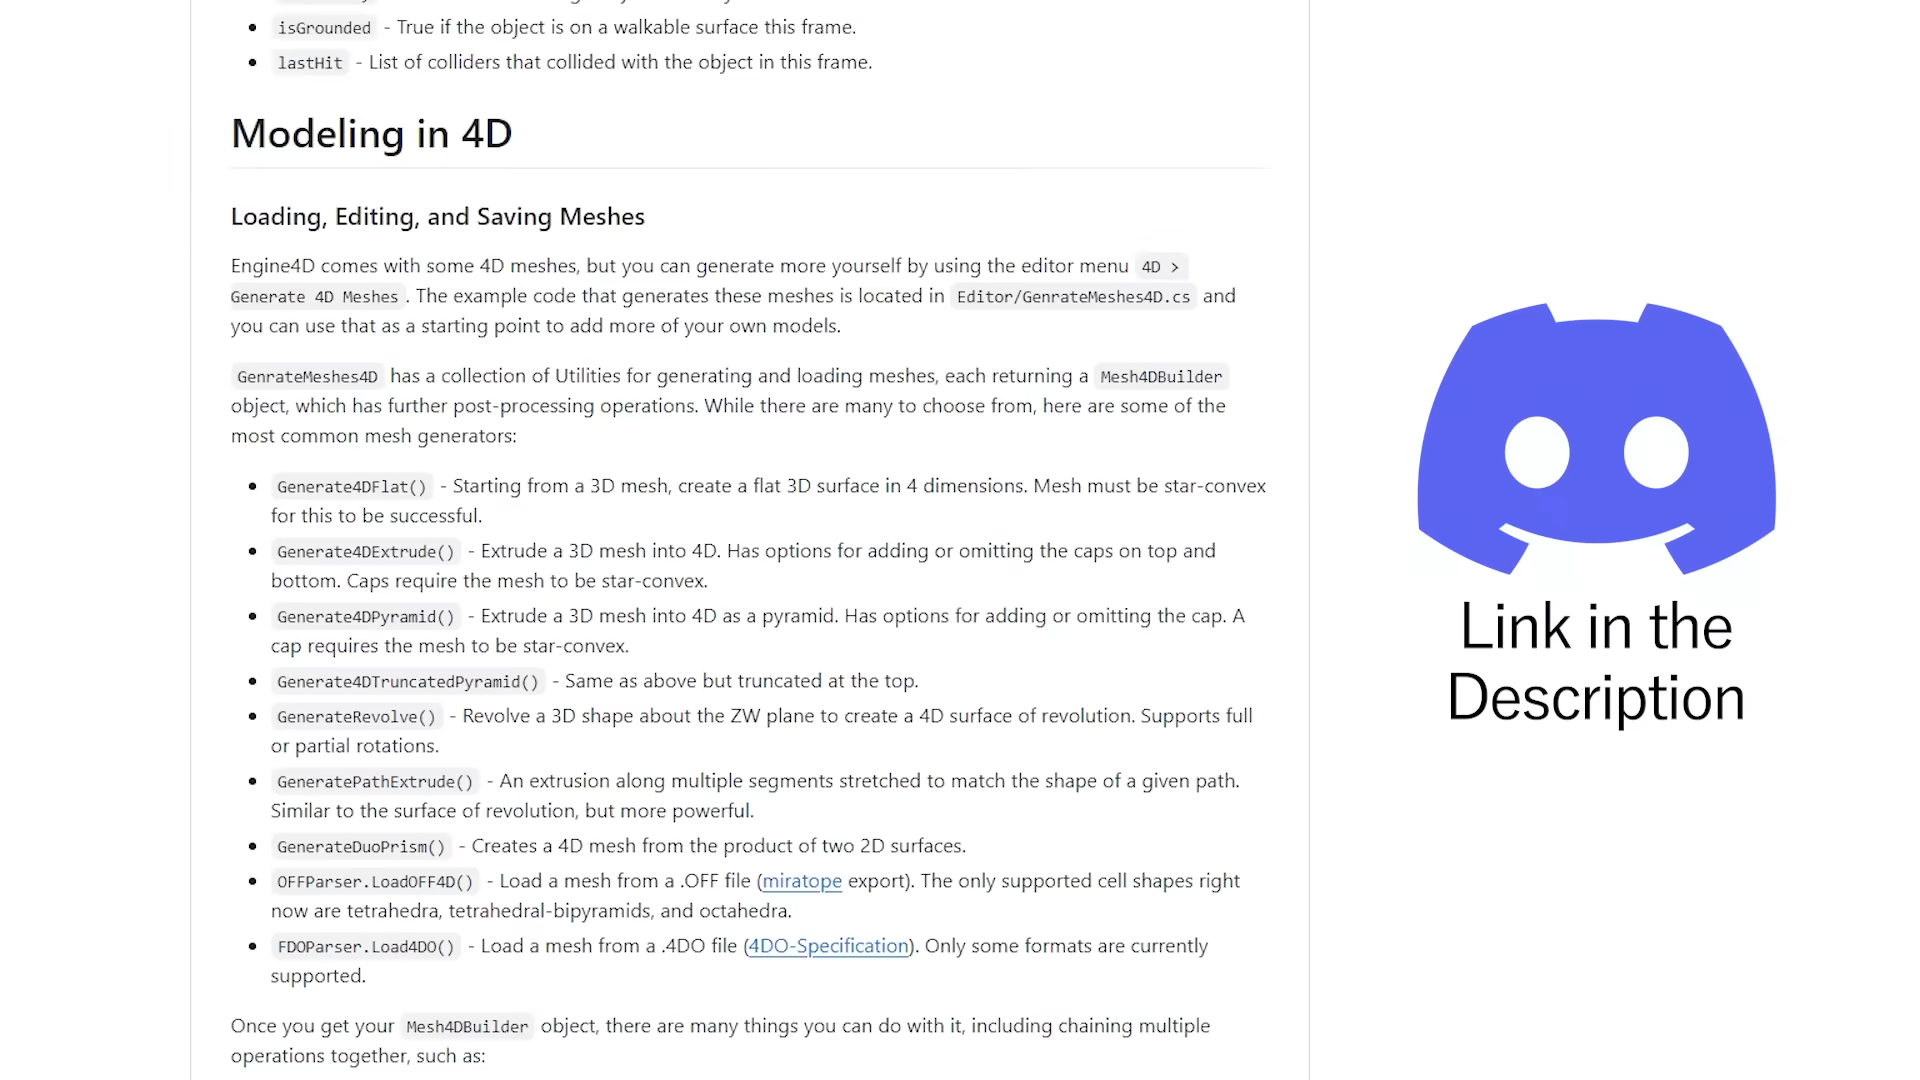 isGrounded - True if the object is on a walkable surface this frame.
lastHit - List of colliders that collided with the object in this frame.
Modeling in 4D
Loading, Editing, and Saving Meshes
Engine4D comes with some 4D meshes, but you can generate more yourself by using the editor menu 4D >
Generate 4D Meshes . The example code that generates these meshes is located in Editor/GenrateMeshes4D.cs and
you can use that as a starting point to add more of your own models.
GenrateMeshes4D has a collection of Utilities for generating and loading meshes, each returning a Mesh4DBuilder
object, which has further post-processing operations. While there are many to choose from, here are some of the
most common mesh generators:
Generate4DFlat() - Starting from a 3D mesh, create a flat 3D surface in 4 dimensions. Mesh must be star-convex
for this to be successful.
Generate4DExtrude() - Extrude a 3D mesh into 4D. Has options for adding or omitting the caps on top and
bottom. Caps require the mesh to be star-convex.
Generate4DPyramid() - Extrude a 3D mesh into 4D as a pyramid. Has options for adding or omitting the cap. A
cap requires the mesh to be star-convex.
Generate4DTruncatedPyramid() - Same as above but truncated at the top.
GenerateRevolve() - Revolve a 3D shape about the ZW plane to create a 4D surface of revolution. Supports full
or partial rotations.
GeneratePathExtrude() - An extrusion along multiple segments stretched to match the shape of a given path.
Similar to the surface of revolution, but more powerful.
GenerateDuoPrism() - Creates a 4D mesh from the product of two 2D surfaces.
OFFParser.LoadOFF4D() - Load a mesh from a .OFF file (miratope export). The only supported cell shapes right
now are tetrahedra, tetrahedral-bipyramids, and octahedra.
FDOParser.Load4DO() - Load a mesh from a .4DO file (4DO-Specification). Only some formats are currently
supported.
Once you get your Mesh4DBuilder object, there are many things you can do with it, including chaining multiple
operations together, such as:
Link in the
Description